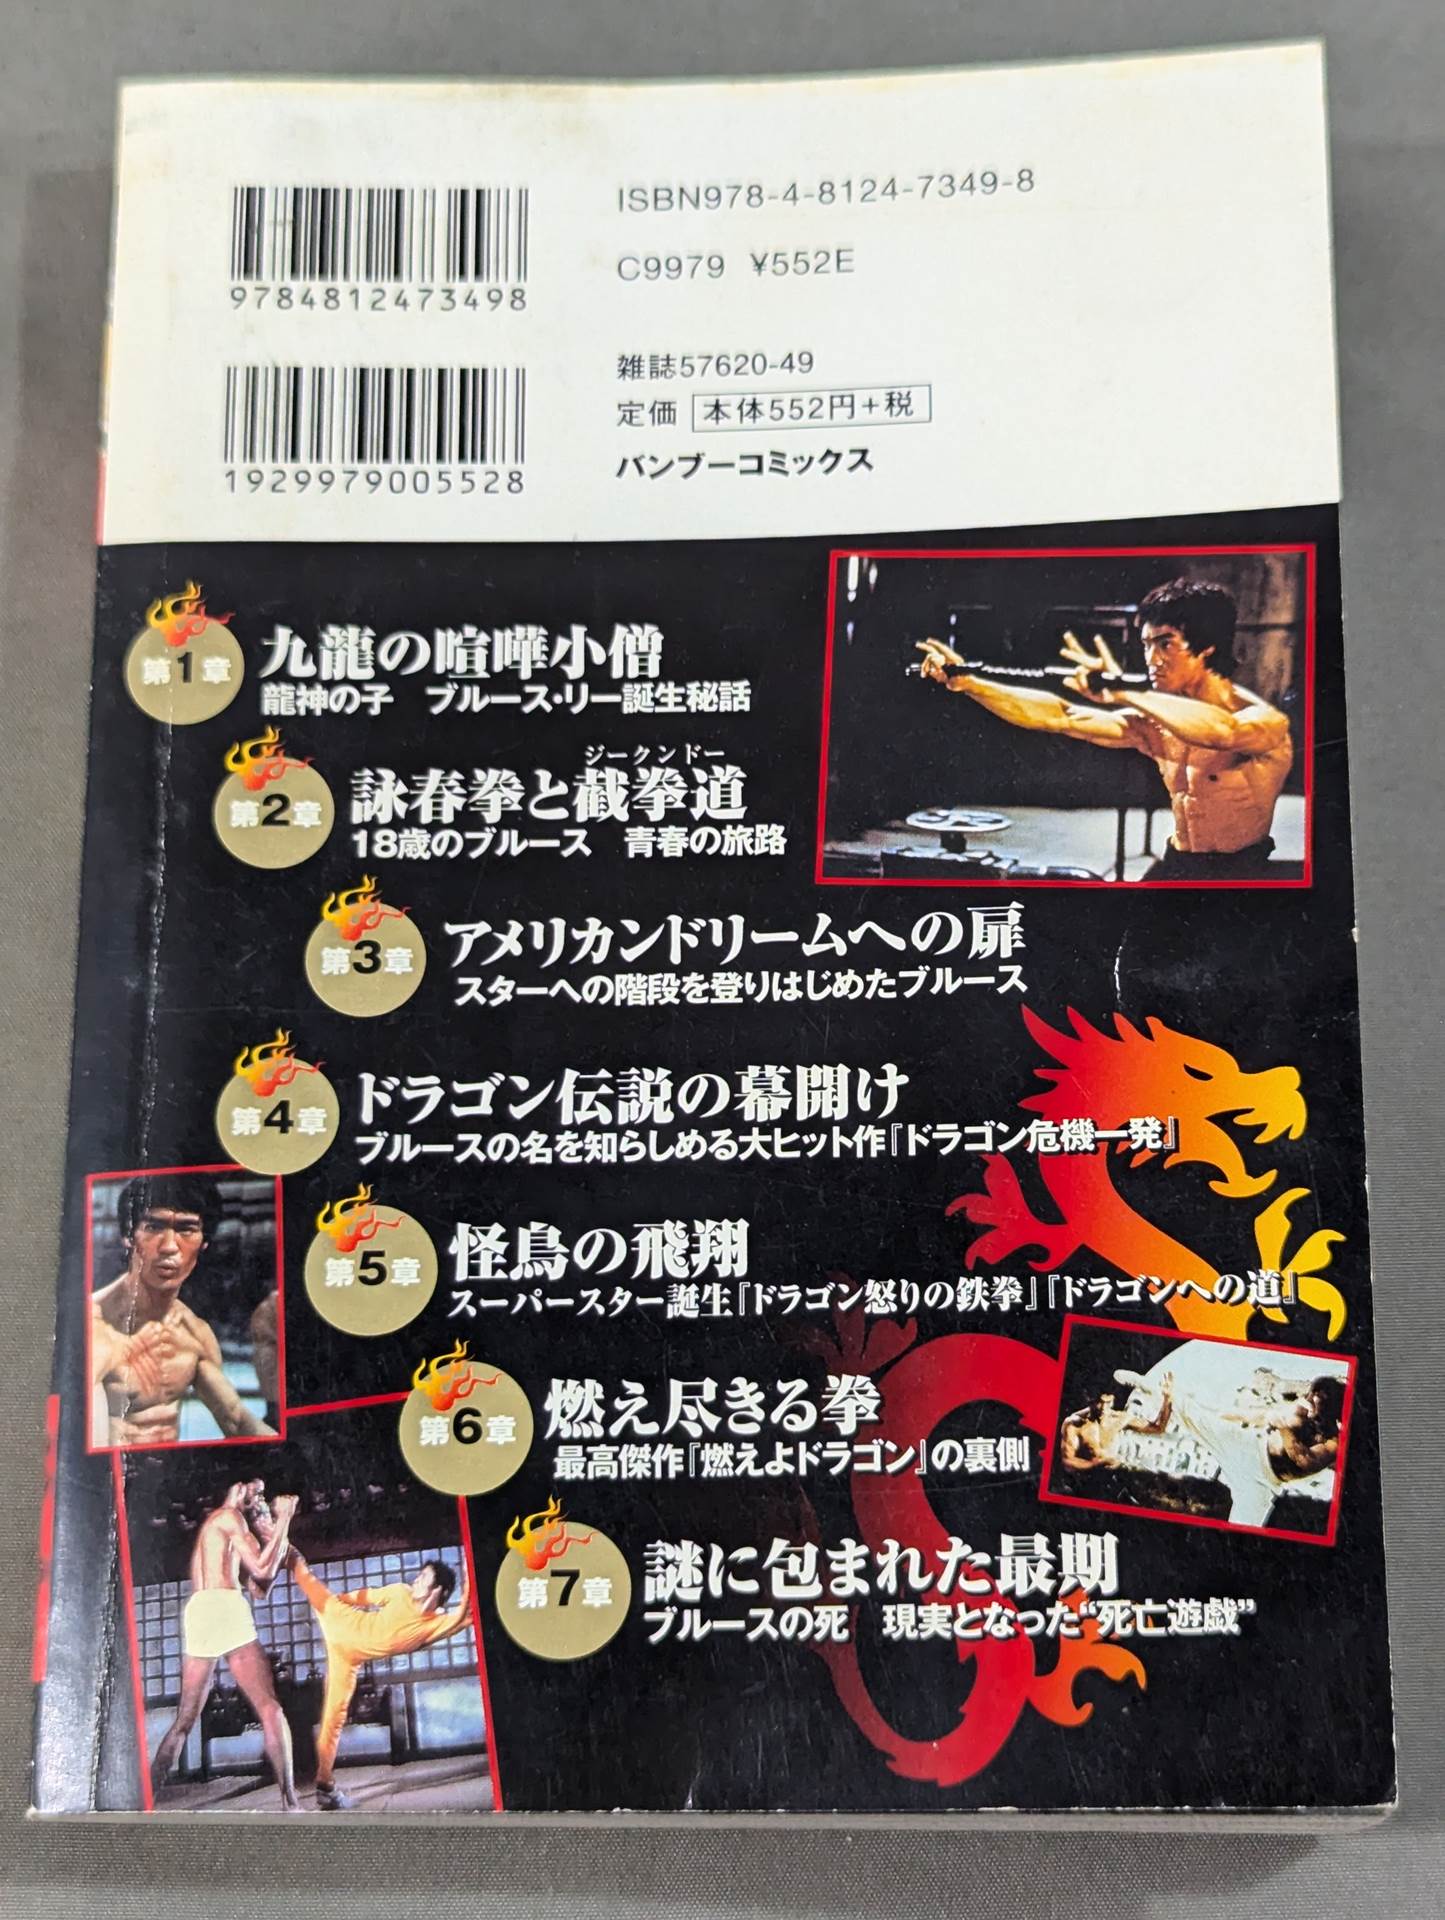 ISBN978-4-8124-7349-8
C9979 ¥552E
9784812473498
雑誌57620-49
定価 本体552円+税
バンブーコミックス
1929979005528
第1章 九龍の喧嘩小僧
龍神の子 ブルース・リー誕生秘話
ジークンドー
第2章 詠春拳と截拳道
18歳のブルース 青春の旅路
第3章 アメリカンドリームへの扉
スターへの階段を登りはじめたブルース
第4章 ドラゴン伝説の幕開け
ブルースの名を知らしめる大ヒット作『ドラゴン危機一発』
第5章 怪鳥の飛翔
スーパースター誕生『ドラゴン怒りの鉄拳』『ドラゴンへの道』
第6章 燃え尽きる拳
最高傑作『燃えよドラゴン』の裏側
第7章 謎に包まれた最期
ブルースの死 現実となった“死亡遊戯”